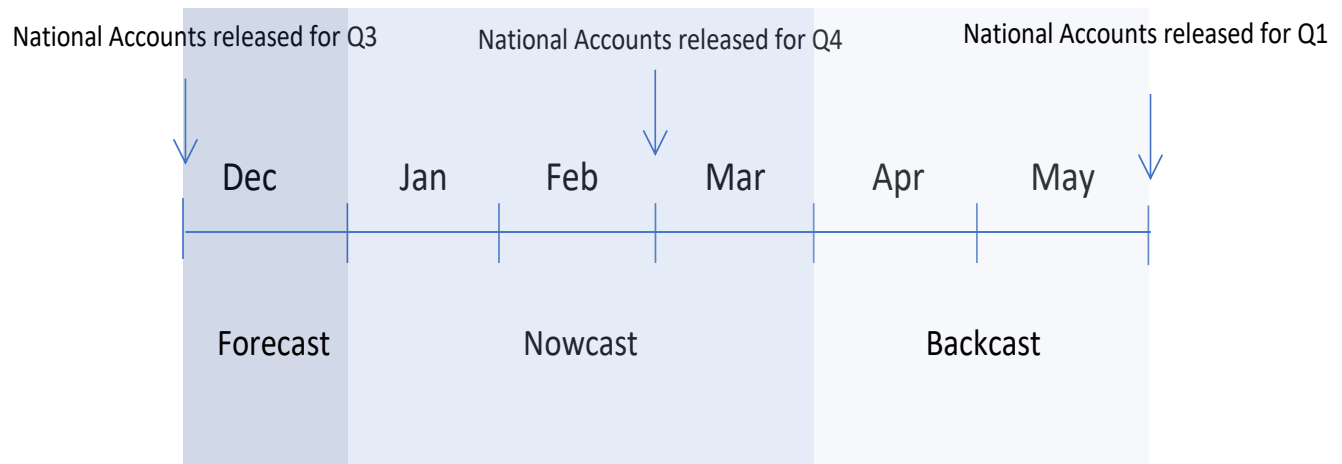 National Accounts released for Q3
National Accounts released for Q4
National Accounts released for Q1
Dec Jan Feb Mar Apr May
Forecast Nowcast Backcast